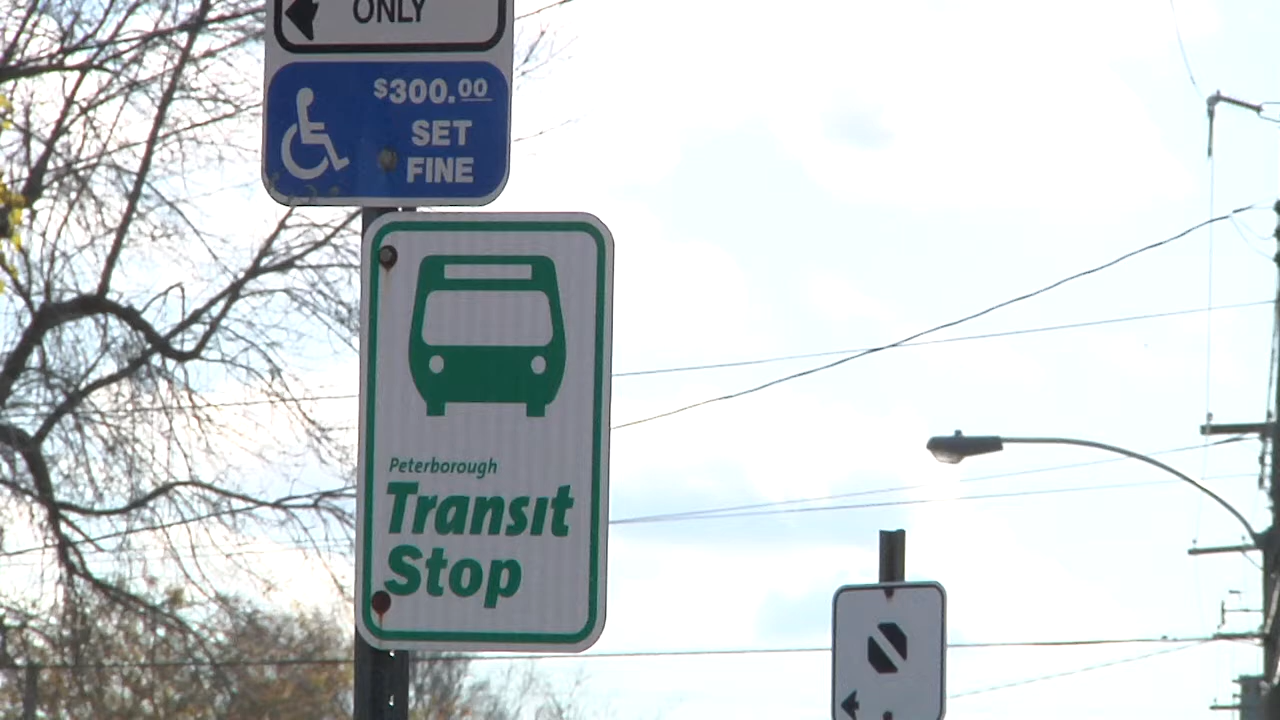 ONLY
$300.00
SET
FINE
Peterborough
Transit
Stop